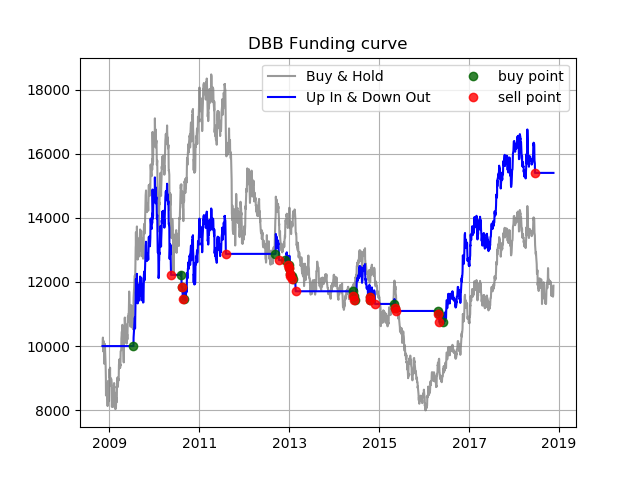 DBB Funding curve
Buy & Hold
Up In & Down Out
buy point
sell point
18000
16000
14000
12000
10000
8000
2009 2011 2013 2015 2017 2019